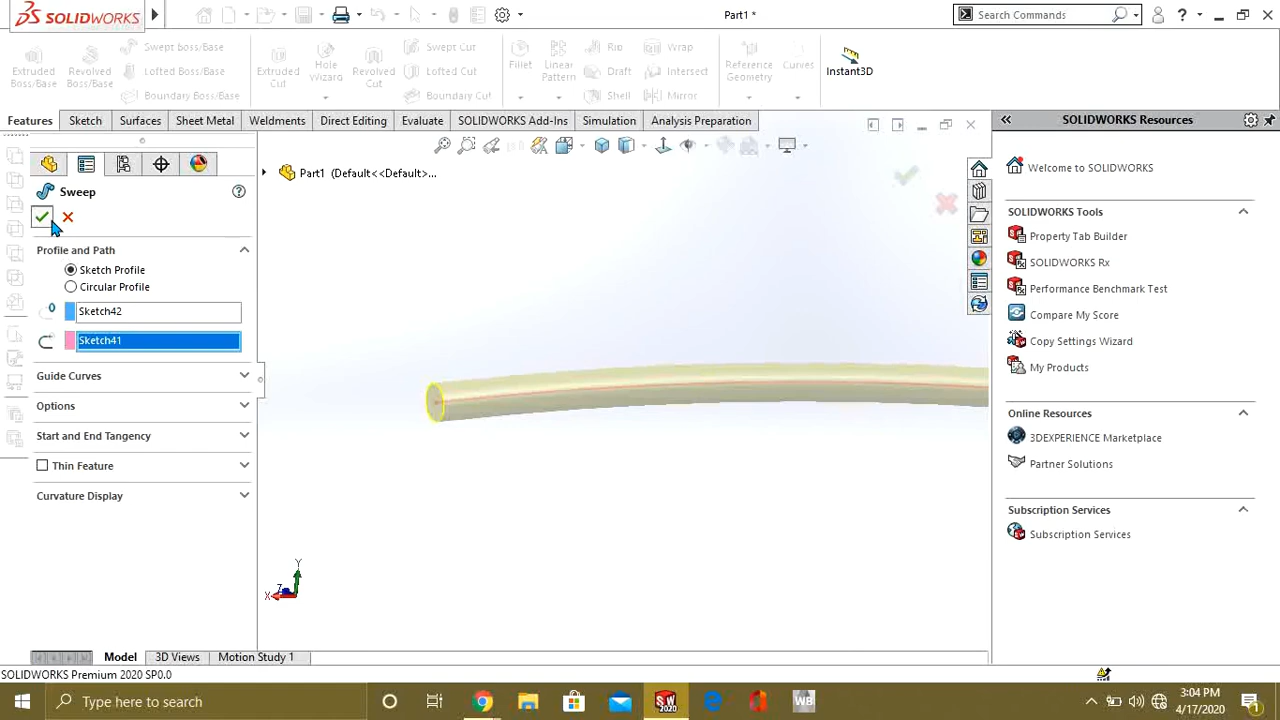 SOLIDWORKS
Part1 *
Search Commands
?
Extruded Boss/Base
Revolved Boss/Base
Swept Boss/Base
Lofted Boss/Base
Boundary Boss/Base
Extruded Cut
Hole Wizard
Revolved Cut
Swept Cut
Lofted Cut
Boundary Cut
Fillet
Linear Pattern
Rib
Draft
Shell
Wrap
Intersect
Mirror
Reference Geometry
Curves
Instant3D
Features
Sketch
Surfaces
Sheet Metal
Weldments
Direct Editing
Evaluate
SOLIDWORKS Add-Ins
Simulation
Analysis Preparation
Sweep
?
Profile and Path
Sketch Profile
Circular Profile
Sketch42
Sketch41
Guide Curves
Options
Start and End Tangency
Thin Feature
Curvature Display
Part1 (Default<<Default>...
Y
X
Z
SOLIDWORKS Resources
Welcome to SOLIDWORKS
SOLIDWORKS Tools
Property Tab Builder
SOLIDWORKS Rx
Performance Benchmark Test
Compare My Score
Copy Settings Wizard
My Products
Online Resources
3DEXPERIENCE Marketplace
Partner Solutions
Subscription Services
Subscription Services
Model
3D Views
Motion Study 1
SOLIDWORKS Premium 2020 SP0.0
Type here to search
SW
2020
WB
3:04 PM
4/17/2020
1